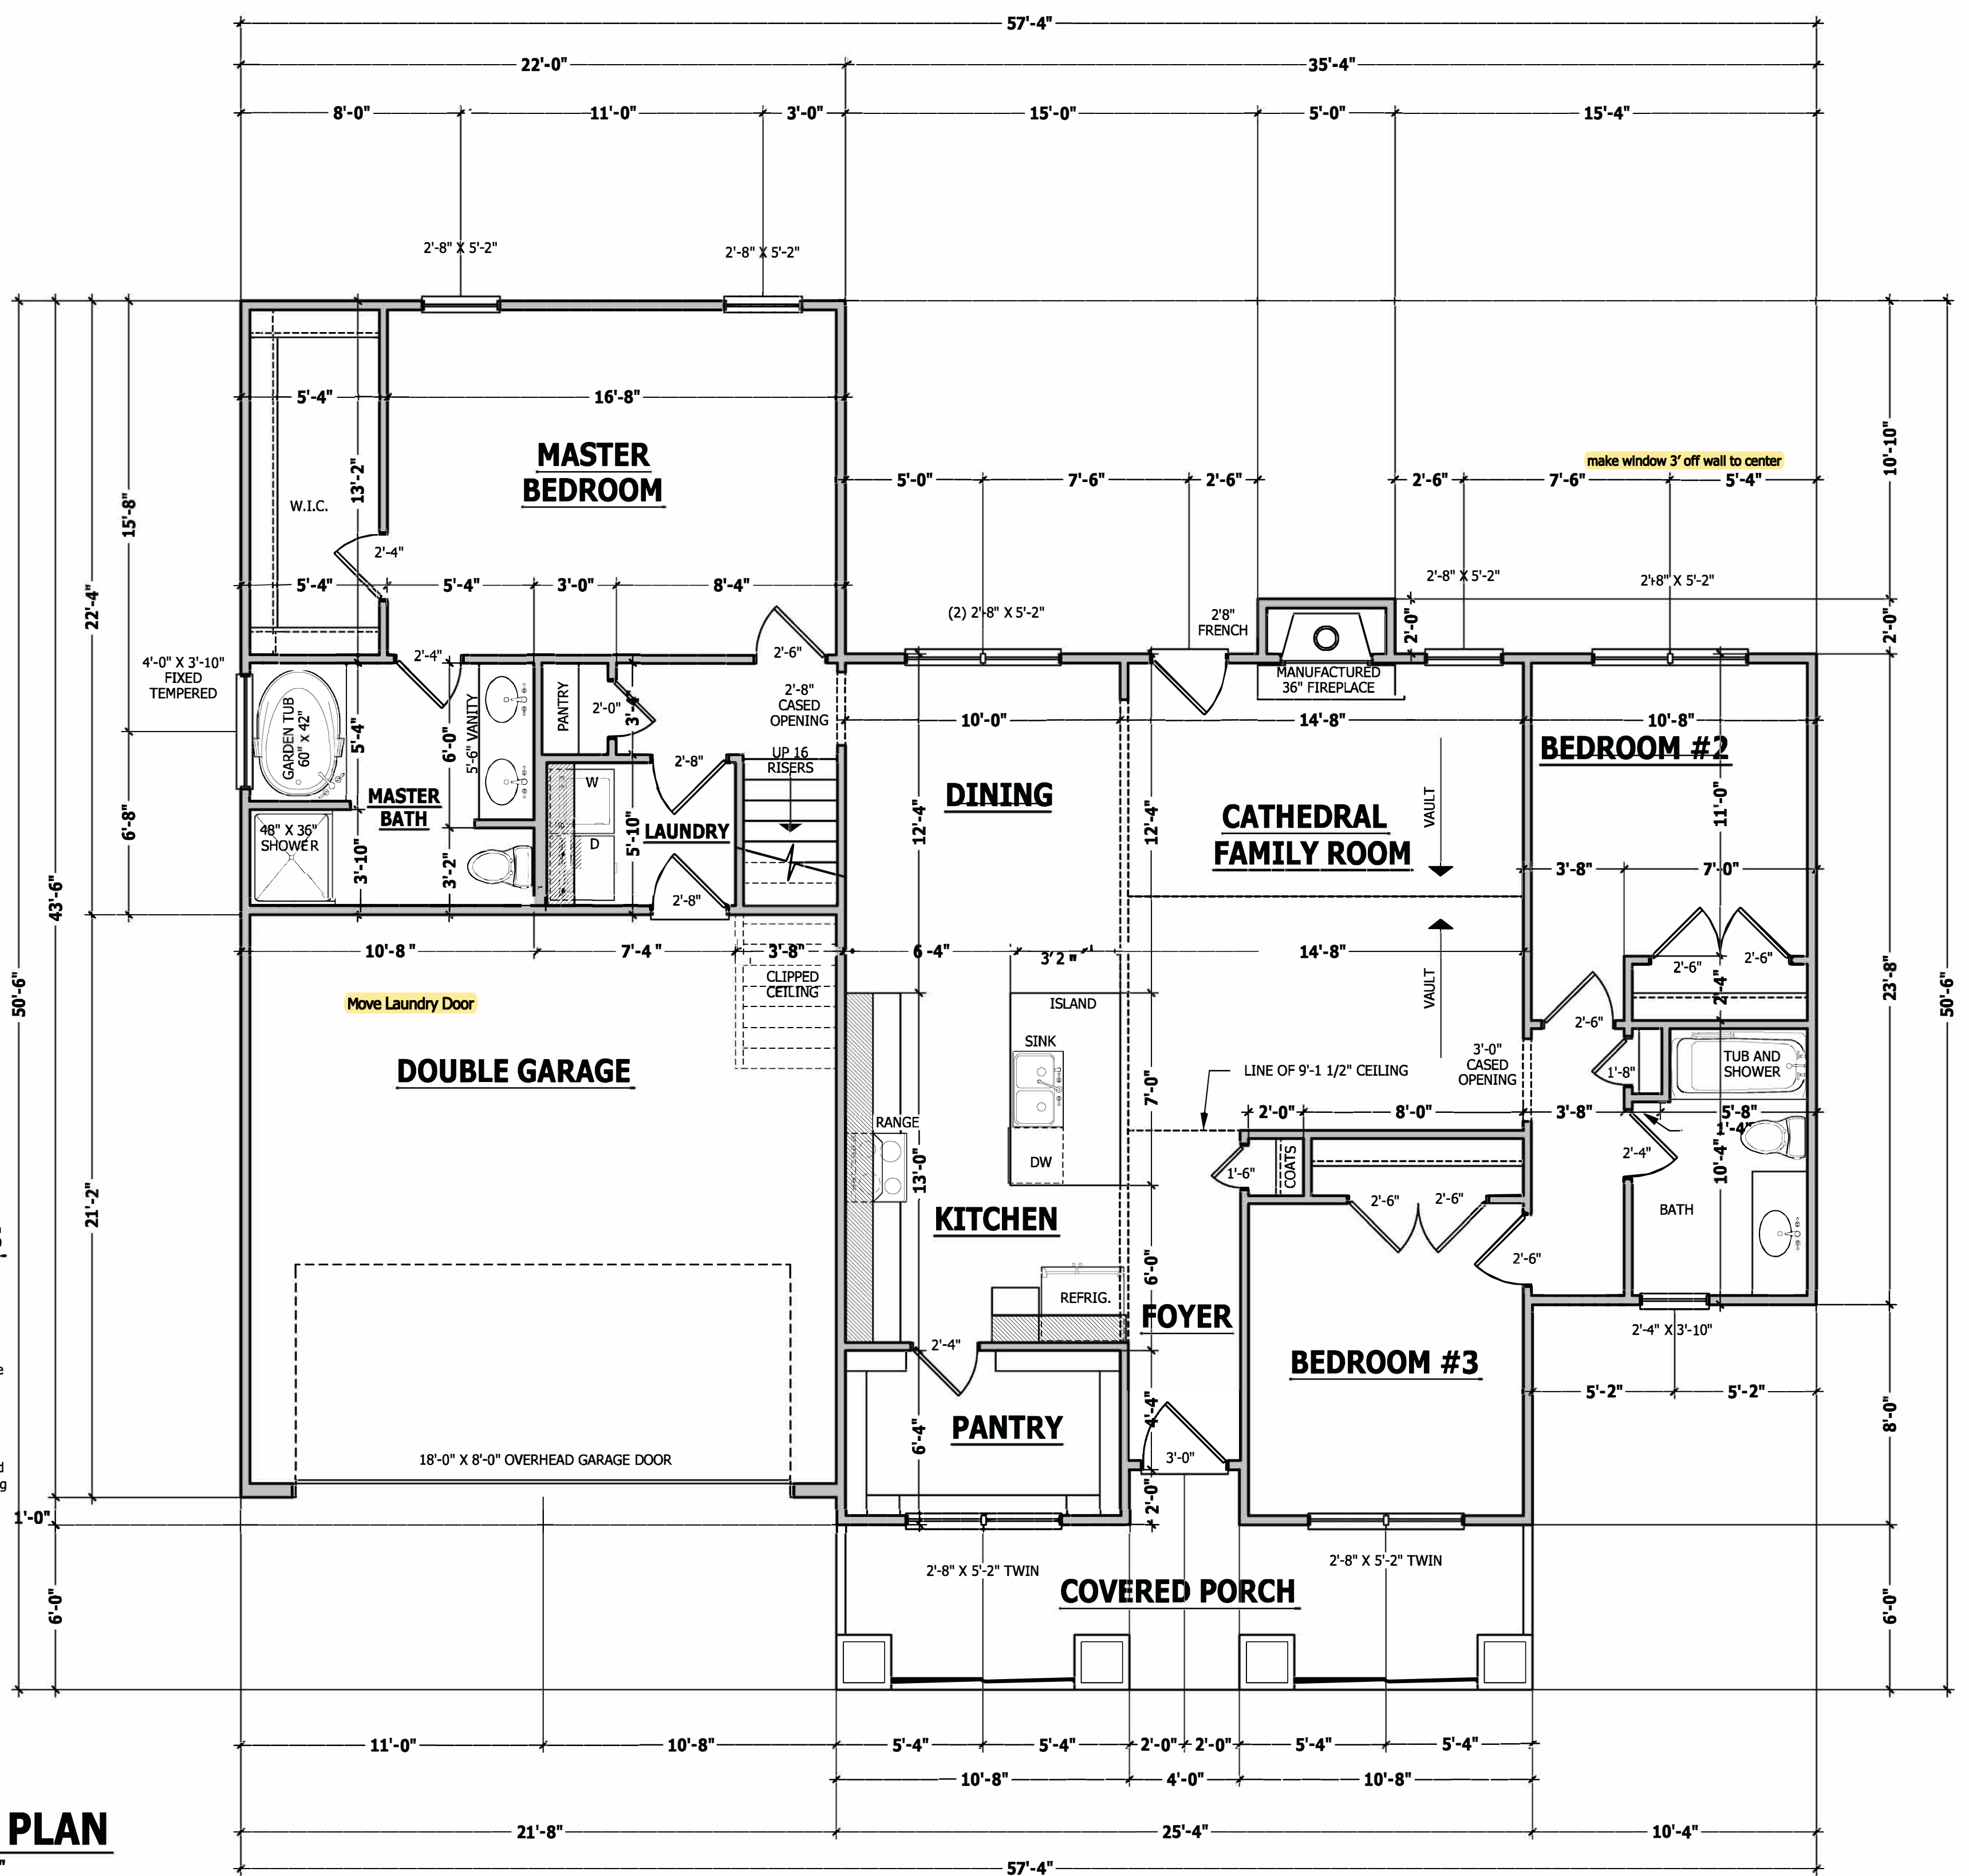 57'-4"
22'-0"
35'-4"
8'-0"
11'-0"
3'-0"
15'-0"
5'-0"
15'-4"
2'-8" X 5'-2"
2'-8" X 5'-2"
5'-4"
16'-8"
MASTER
BEDROOM
13'-2"
W.I.C.
2'-4"
5'-4"
5'-4"
3'-0"
8'-4"
make window 3' off wall to center
5'-0"
7'-6"
2'-6"
2'-6"
7'-6"
5'-4"
10'-10"
15'-8"
22'-4"
2'-8" X 5'-2"
2'-8" X 5'-2"
(2) 2'-8" X 5'-2"
2'8"
FRENCH
2'-0"
2'-0"
4'-0" X 3'-10"
FIXED
TEMPERED
2'-4"
2'-6"
MANUFACTURED
36" FIREPLACE
2'-8"
CASED
OPENING
GARDEN TUB
60" X 42"
5'-4"
6'-0"
5'-6" VANITY
PANTRY
2'-0"
10'-0"
14'-8"
10'-8"
BEDROOM #2
UP 16
RISERS
2'-8"
W
DINING
MASTER
BATH
CATHEDRAL
FAMILY ROOM
VAULT
11'-0"
12'-4"
12'-4"
6'-8"
48" X 36"
SHOWER
3'-10"
3'-2"
D
5'-10"
LAUNDRY
2'-8"
3'-8"
7'-0"
43'-6"
50'-6"
10'-8"
7'-4"
3'-8"
6'-4"
3'2"
14'-8"
2'-6"
2'-6"
CLIPPED
CEILING
Move Laundry Door
ISLAND
VAULT
2'-4"
23'-8"
50'-6"
2'-6"
SINK
3'-0"
CASED
OPENING
TUB AND
SHOWER
1'-8"
DOUBLE GARAGE
LINE OF 9'-1 1/2" CEILING
7'-0"
2'-0"
8'-0"
3'-8"
5'-8"
1'-4"
RANGE
2'-4"
10'-4"
DW
13'-0"
1'-6"
COATS
21'-2"
KITCHEN
2'-6"
2'-6"
BATH
2'-6"
6'-0"
REFRIG.
FOYER
2'-4" X 3'-10"
2'-4"
BEDROOM #3
5'-2"
5'-2"
8'-0"
4'-4"
6'-4"
PANTRY
18'-0" X 8'-0" OVERHEAD GARAGE DOOR
3'-0"
2'-0"
1'-0"
2'-8" X 5'-2" TWIN
2'-8" X 5'-2" TWIN
COVERED PORCH
6'-0"
6'-0"
11'-0"
10'-8"
5'-4"
5'-4"
2'-0"
2'-0"
5'-4"
5'-4"
10'-8"
4'-0"
10'-8"
PLAN
21'-8"
25'-4"
10'-4"
57'-4"